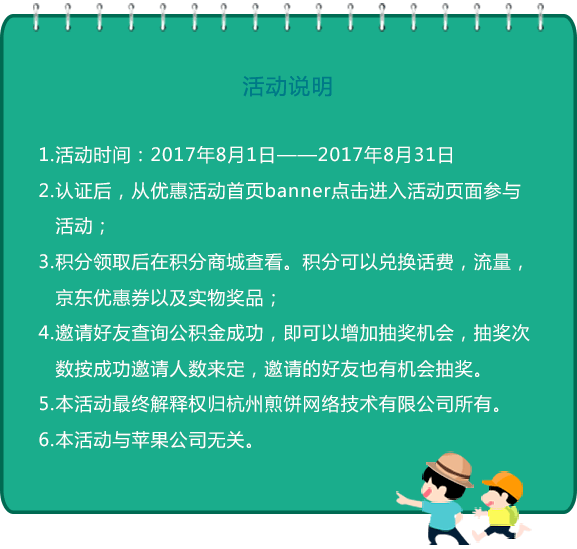 活动说明
1.活动时间：2017年8月1日——2017年8月31日
2.认证后，从优惠活动首页banner点击进入活动页面参与
活动；
3.积分领取后在积分商城查看。积分可以兑换话费，流量，
京东优惠券以及实物奖品；
4.邀请好友查询公积金成功，即可以增加抽奖机会，抽奖次
数按成功邀请人数来定，邀请的好友也有机会抽奖。
5.本活动最终解释权归杭州煎饼网络技术有限公司所有。
6.本活动与苹果公司无关。